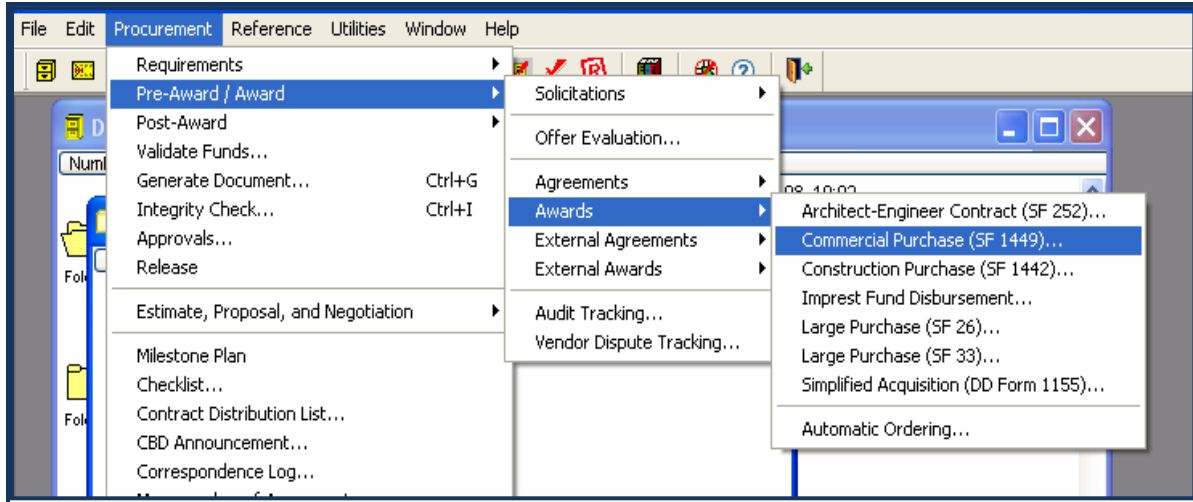 File Edit Procurement Reference Utilities Window Help
Requirements
Pre-Award / Award
Post-Award
Validate Funds...
Generate Document... Ctrl+G
Integrity Check... Ctrl+I
Approvals...
Release
Estimate, Proposal, and Negotiation
Milestone Plan
Checklist...
Contract Distribution List...
CBD Announcement...
Correspondence Log...
Solicitations
Offer Evaluation...
Agreements
Awards
External Agreements
External Awards
Audit Tracking...
Vendor Dispute Tracking...
Architect-Engineer Contract (SF 252)...
Commercial Purchase (SF 1449)...
Construction Purchase (SF 1442)...
Imprest Fund Disbursement...
Large Purchase (SF 26)...
Large Purchase (SF 33)...
Simplified Acquisition (DD Form 1155)...
Automatic Ordering...